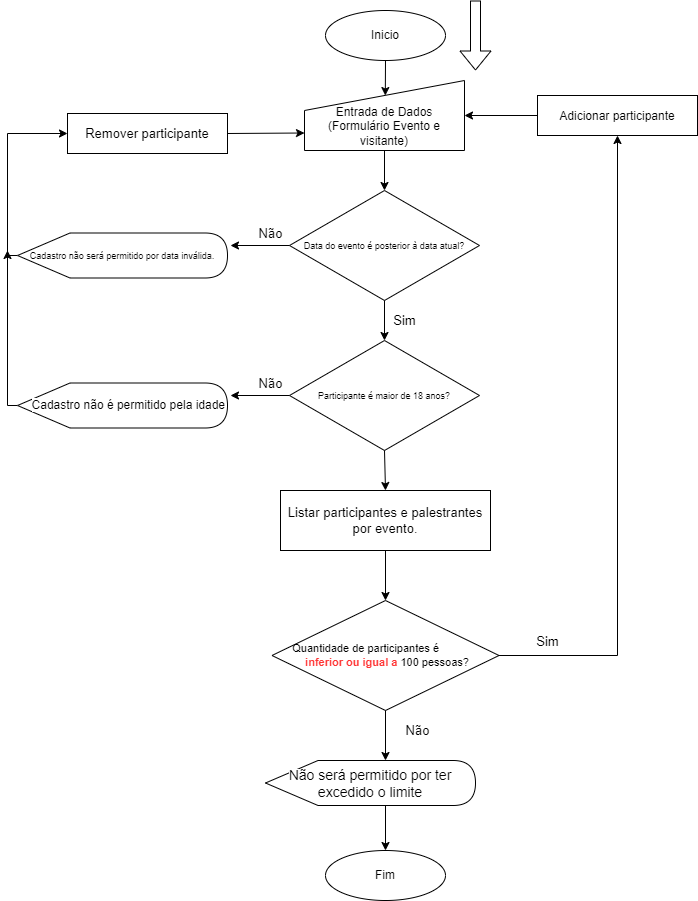 Inicio
Entrada de Dados
(Formulário Evento e
visitante)
Adicionar participante
Remover participante
Não
Data do evento é posterior à data atual?
Cadastro não será permitido por data inválida.
Sim
Não
Participante é maior de 18 anos?
Cadastro não é permitido pela idade
Listar participantes e palestrantes
por evento.
Quantidade de participantes é
inferior ou igual a 100 pessoas?
Sim
Não
Não será permitido por ter
excedido o limite
Fim